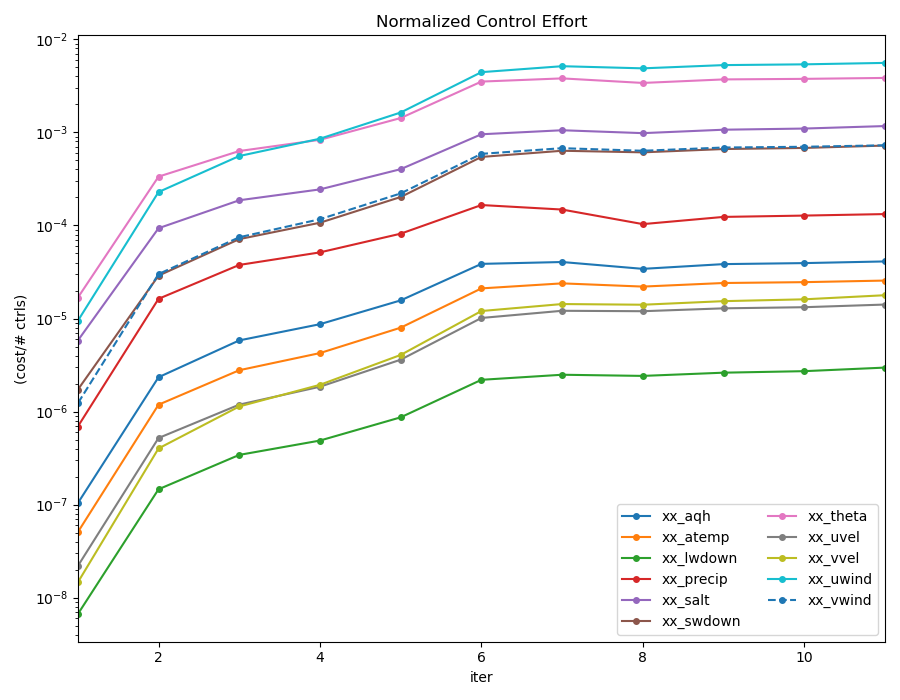 Normalized Control Effort
(cost/# ctrls)
10^-2
10^-3
10^-4
10^-5
10^-6
10^-7
10^-8
2 4 6 8 10
iter
xx_aqh
xx_atemp
xx_lwdown
xx_precip
xx_salt
xx_swdown
xx_theta
xx_uvel
xx_vvel
xx_uwind
xx_vwind